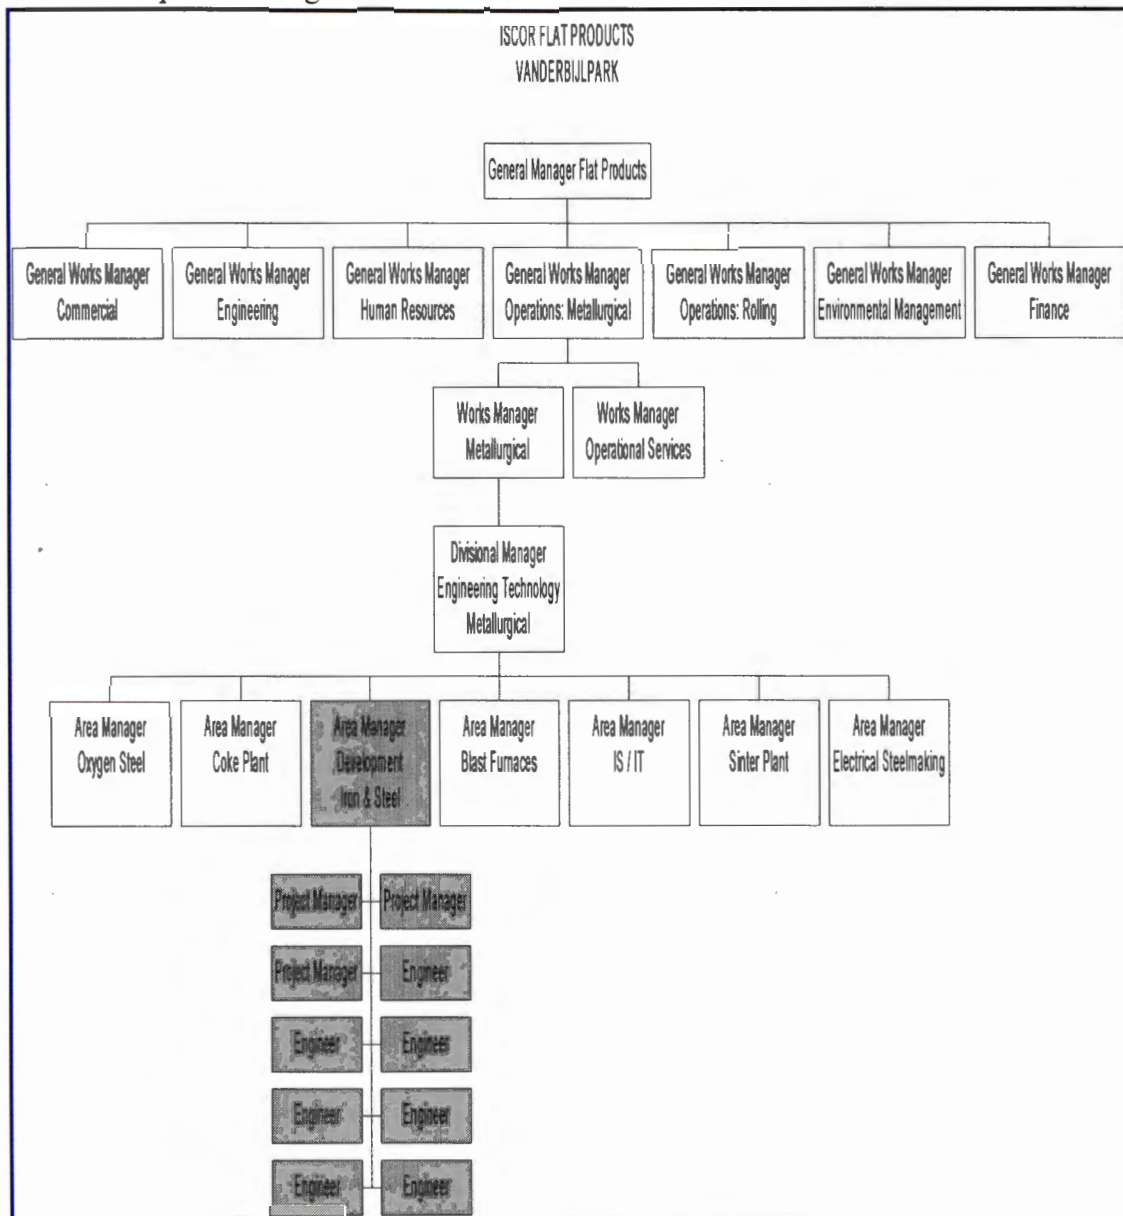 ISCOR FLAT PRODUCTS
VANDERBIJLPARK
General Manager Flat Products
General Works Manager
Commercial
General Works Manager
Engineering
General Works Manager
Human Resources
General Works Manager
Operations: Metallurgical
General Works Manager
Operations: Rolling
General Works Manager
Environmental Management
General Works Manager
Finance
Works Manager
Metallurgical
Works Manager
Operational Services
Divisional Manager
Engineering Technology
Metallurgical
Area Manager
Oxygen Steel
Area Manager
Coke Plant
Area Manager
Development
Iron & Steel
Area Manager
Blast Furnaces
Area Manager
IS / IT
Area Manager
Sinter Plant
Area Manager
Electrical Steelmaking
Project Manager
Project Manager
Project Manager
Engineer
Engineer
Engineer
Engineer
Engineer
Engineer
Engineer